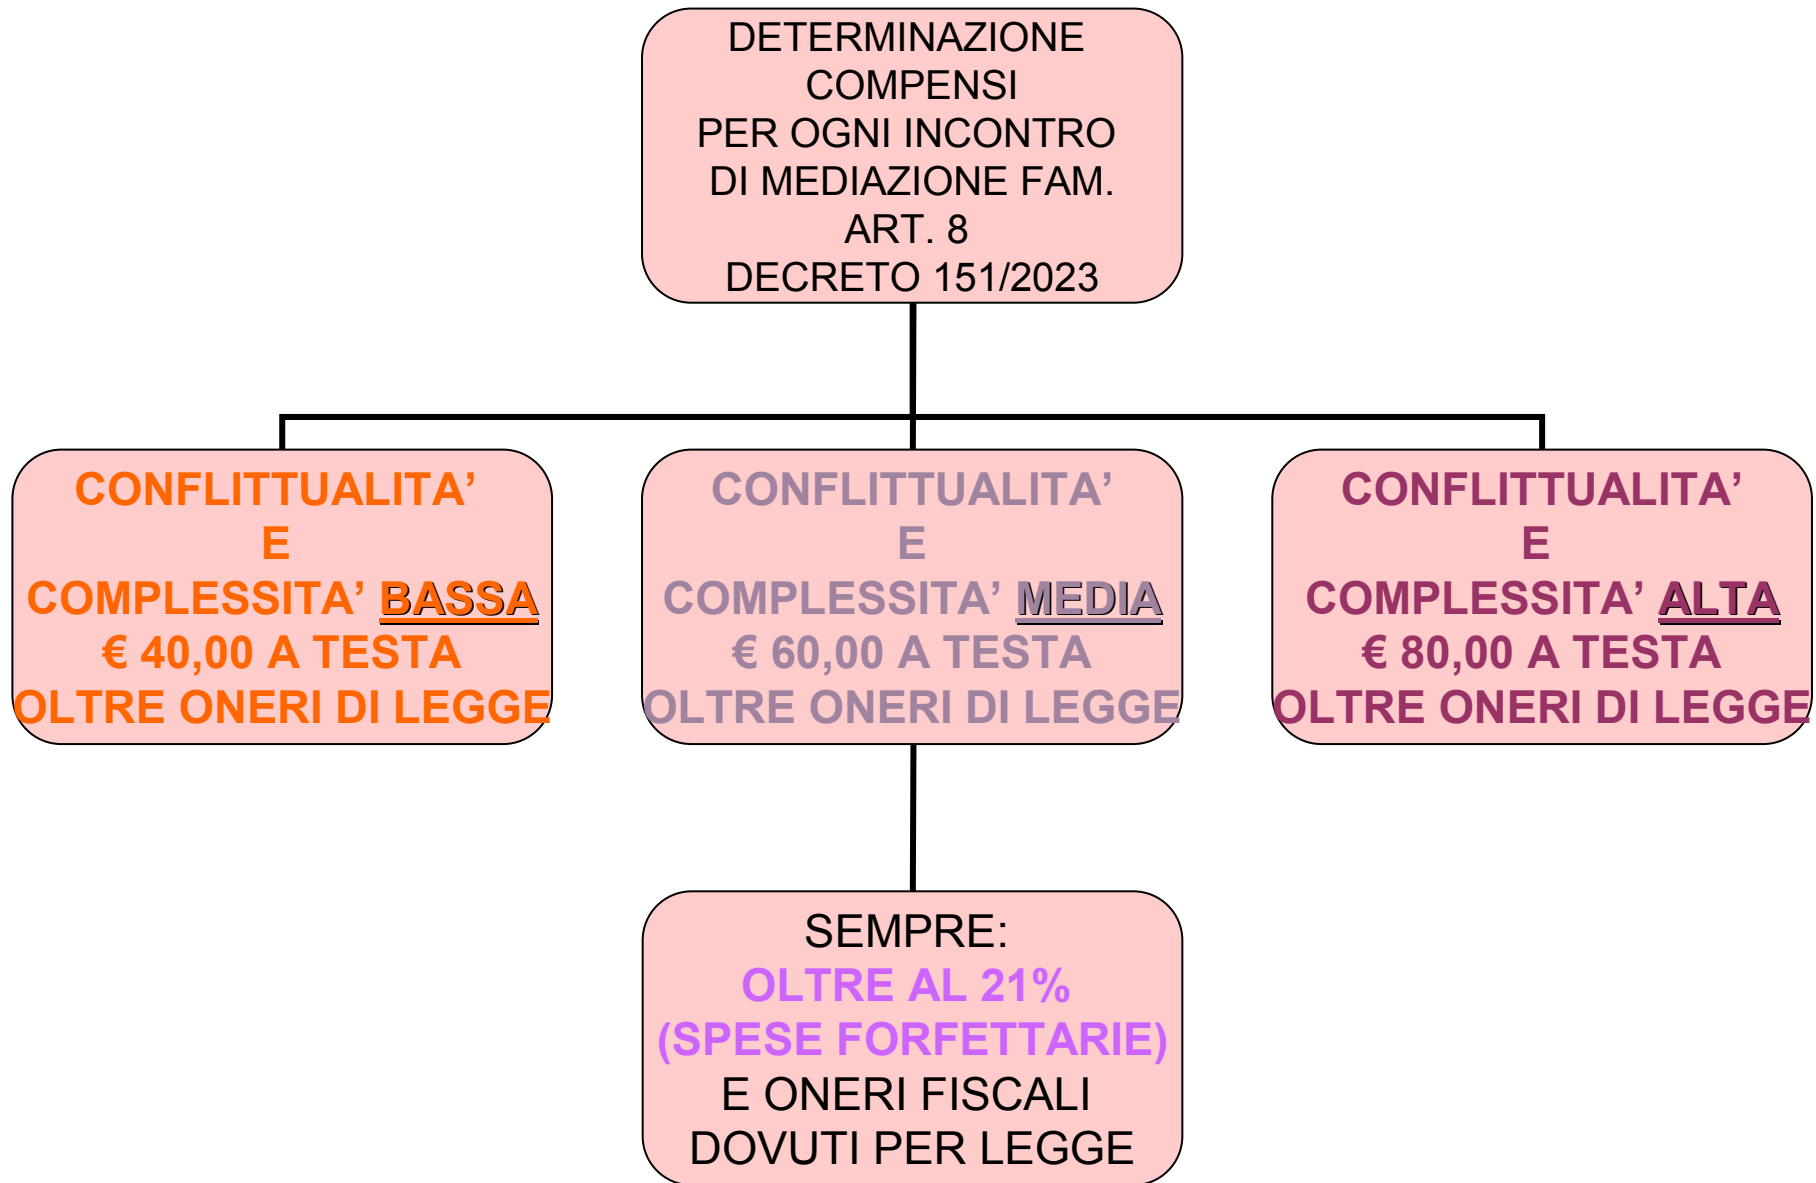 DETERMINAZIONE
COMPENSI
PER OGNI INCONTRO
DI MEDIAZIONE FAM.
ART. 8
DECRETO 151/2023
CONFLITTUALITA’
E
COMPLESSITA’ BASSA
€ 40,00 A TESTA
OLTRE ONERI DI LEGGE
CONFLITTUALITA’
E
COMPLESSITA’ MEDIA
€ 60,00 A TESTA
OLTRE ONERI DI LEGGE
CONFLITTUALITA’
E
COMPLESSITA’ ALTA
€ 80,00 A TESTA
OLTRE ONERI DI LEGGE
SEMPRE:
OLTRE AL 21%
(SPESE FORFETTARIE)
E ONERI FISCALI
DOVUTI PER LEGGE